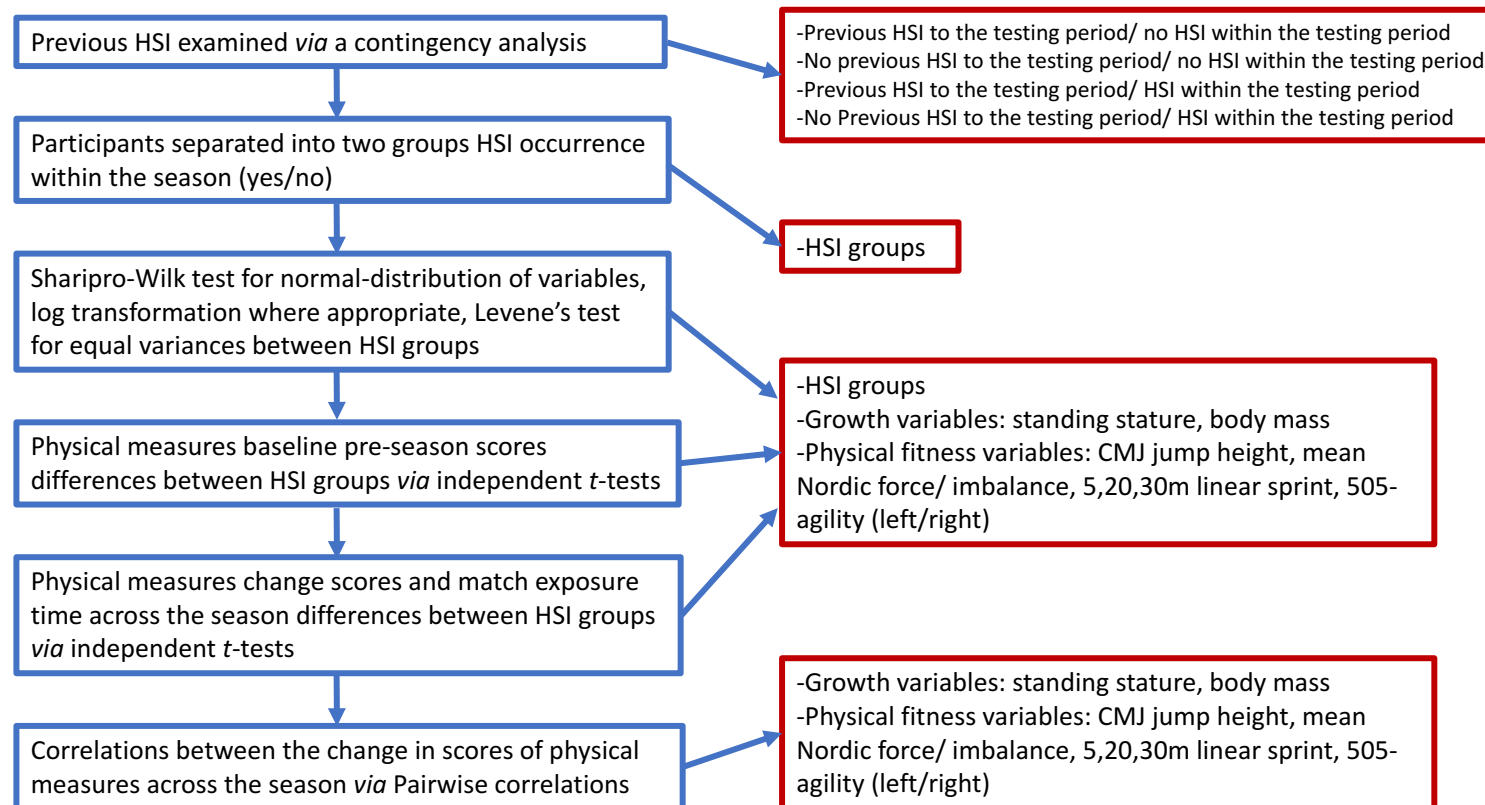 Previous HSI examined via a contingency analysis
-Previous HSI to the testing period/ no HSI within the testing period
-No previous HSI to the testing period/ no HSI within the testing period
-Previous HSI to the testing period/ HSI within the testing period
-No Previous HSI to the testing period/ HSI within the testing period
Participants separated into two groups HSI occurrence
within the season (yes/no)
-HSI groups
Sharipro-Wilk test for normal-distribution of variables,
log transformation where appropriate, Levene's test
for equal variances between HSI groups
Physical measures baseline pre-season scores
differences between HSI groups via independent t-tests
-HSI groups
-Growth variables: standing stature, body mass
-Physical fitness variables: CMJ jump height, mean
Nordic force/ imbalance, 5,20,30m linear sprint, 505-
agility (left/right)
Physical measures change scores and match exposure
time across the season differences between HSI groups
via independent t-tests
Correlations between the change in scores of physical
measures across the season via Pairwise correlations
-Growth variables: standing stature, body mass
-Physical fitness variables: CMJ jump height, mean
Nordic force/ imbalance, 5,20,30m linear sprint, 505-
agility (left/right)